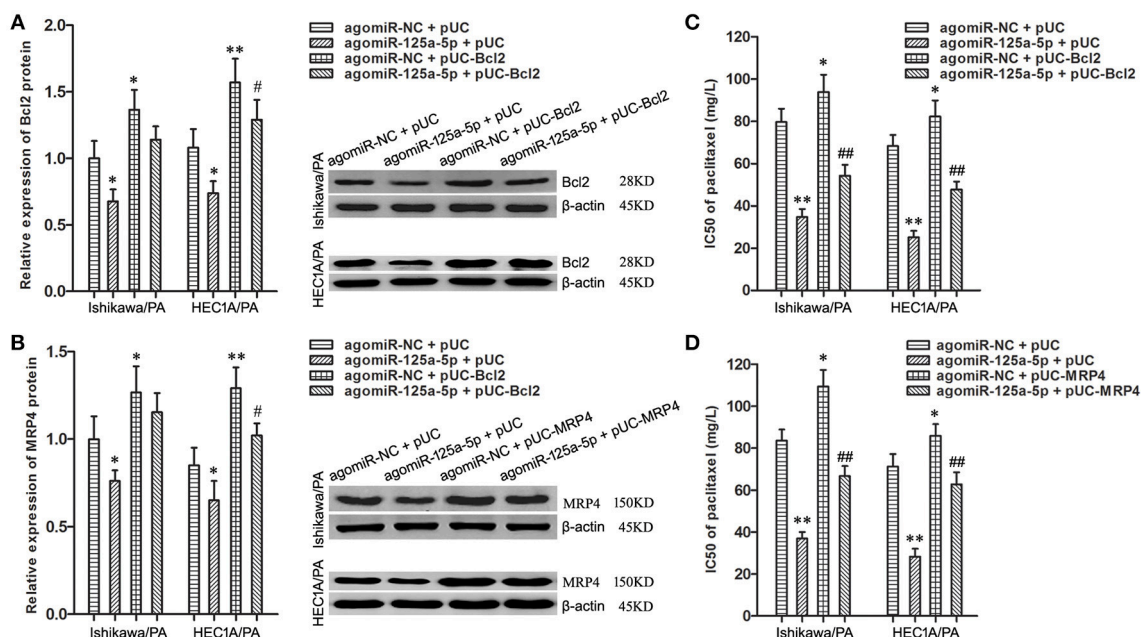 A
Relative expression of Bcl2 protein
2.0
1.5
1.0
0.5
0.0
*
*
*
**
#
Ishikawa/PA
HEC1A/PA
agomiR-NC + pUC
agomiR-125a-5p + pUC
agomiR-NC + pUC-Bcl2
agomiR-125a-5p + pUC-Bcl2
agomiR-NC + pUC
agomiR-125a-5p + pUC
agomiR-NC + pUC-Bcl2
agomiR-125a-5p + pUC-Bcl2
Ishikawa/PA
Bcl2 28KD
β-actin 45KD
HEC1A/PA
Bcl2 28KD
β-actin 45KD
B
Relative expression of MRP4 protein
1.5
1.0
0.5
0.0
*
*
*
**
#
Ishikawa/PA
HEC1A/PA
agomiR-NC + pUC
agomiR-125a-5p + pUC
agomiR-NC + pUC-Bcl2
agomiR-125a-5p + pUC-Bcl2
agomiR-NC + pUC
agomiR-125a-5p + pUC
agomiR-NC + pUC-MRP4
agomiR-125a-5p + pUC-MRP4
Ishikawa/PA
MRP4 150KD
β-actin 45KD
HEC1A/PA
MRP4 150KD
β-actin 45KD
C
agomiR-NC + pUC
agomiR-125a-5p + pUC
agomiR-NC + pUC-Bcl2
agomiR-125a-5p + pUC-Bcl2
IC50 of paclitaxel (mg/L)
120
100
80
60
40
20
0
**
*
##
**
*
##
Ishikawa/PA
HEC1A/PA
D
agomiR-NC + pUC
agomiR-125a-5p + pUC
agomiR-NC + pUC-MRP4
agomiR-125a-5p + pUC-MRP4
IC50 of paclitaxel (mg/L)
120
100
80
60
40
20
0
**
*
##
**
*
##
Ishikawa/PA
HEC1A/PA